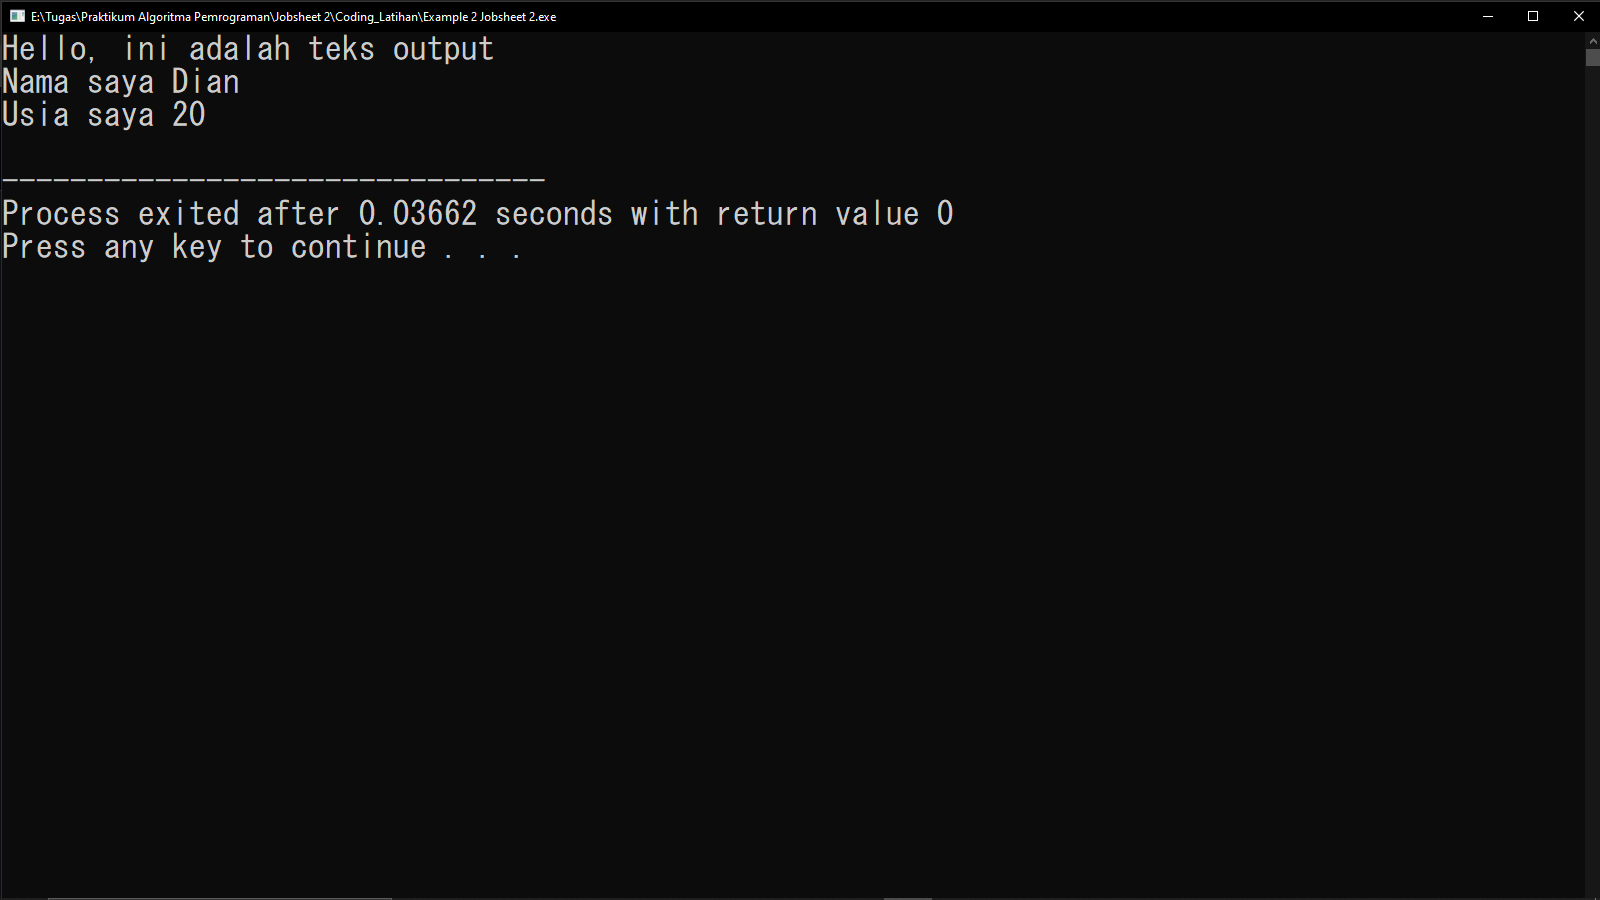 E:\Tugas\Praktikum Algoritma Pemrograman\Jobsheet 2\Coding_Latihan\Example 2 Jobsheet 2.exe
Hello, ini adalah teks output
Nama saya Dian
Usia saya 20
--------------------------------
Process exited after 0.03662 seconds with return value 0
Press any key to continue . . .